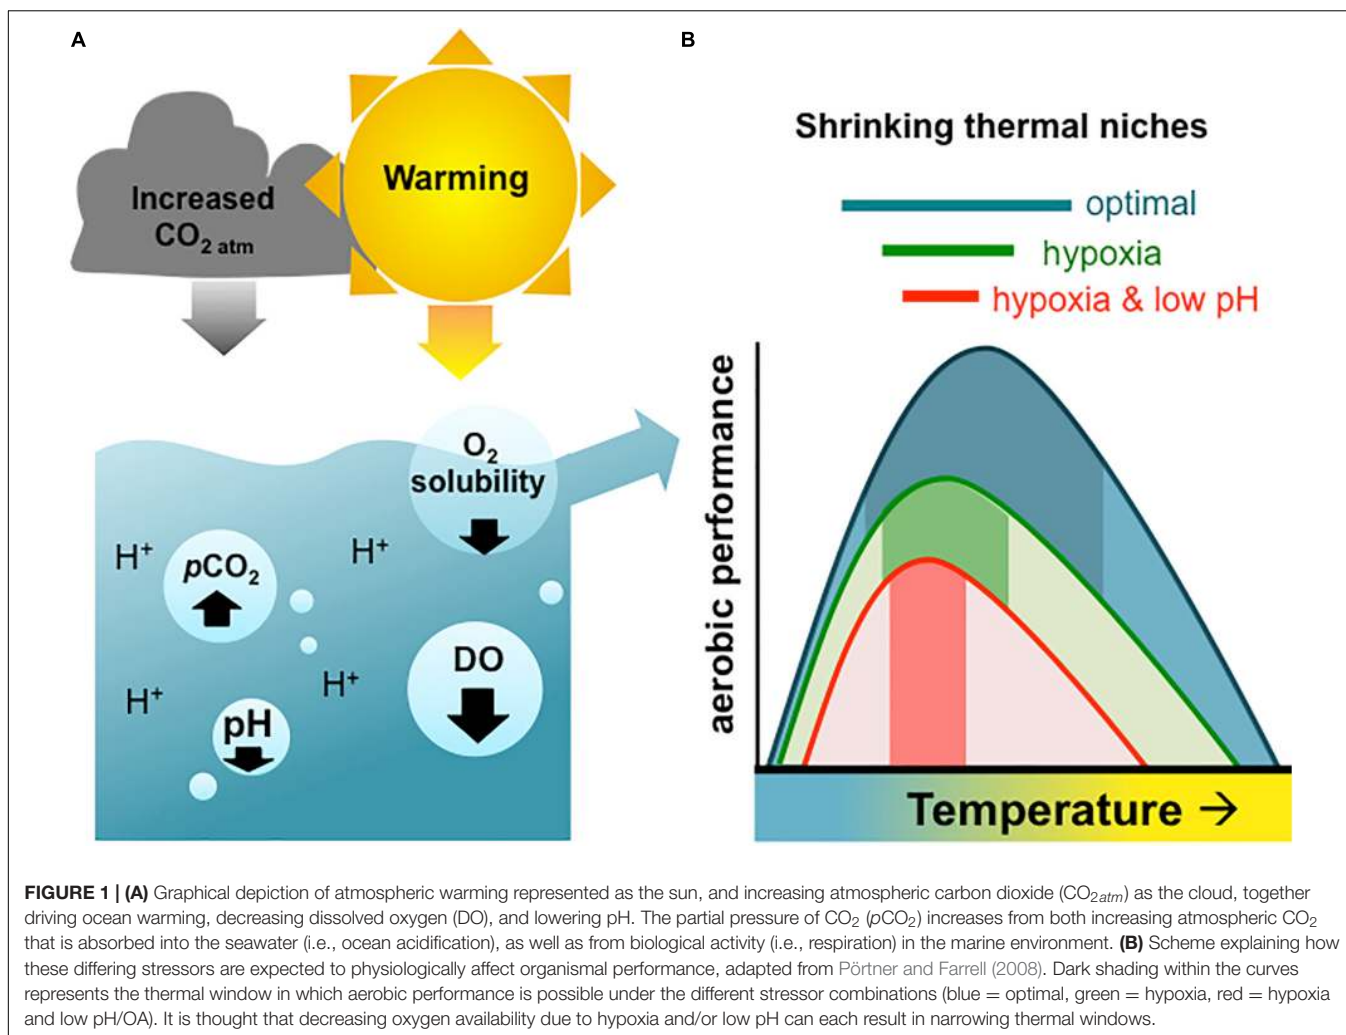 A
B
Increased
CO2 atm
Warming
O2
solubility
H+
H+
pCO2
DO
H+
H+
pH
Shrinking thermal niches
optimal
hypoxia
hypoxia & low pH
aerobic performance
Temperature →
FIGURE 1 | (A) Graphical depiction of atmospheric warming represented as the sun, and increasing atmospheric carbon dioxide (CO2atm) as the cloud, together
driving ocean warming, decreasing dissolved oxygen (DO), and lowering pH. The partial pressure of CO2 (pCO2) increases from both increasing atmospheric CO2
that is absorbed into the seawater (i.e., ocean acidification), as well as from biological activity (i.e., respiration) in the marine environment. (B) Scheme explaining how
these differing stressors are expected to physiologically affect organismal performance, adapted from Pörtner and Farrell (2008). Dark shading within the curves
represents the thermal window in which aerobic performance is possible under the different stressor combinations (blue = optimal, green = hypoxia, red = hypoxia
and low pH/OA). It is thought that decreasing oxygen availability due to hypoxia and/or low pH can each result in narrowing thermal windows.